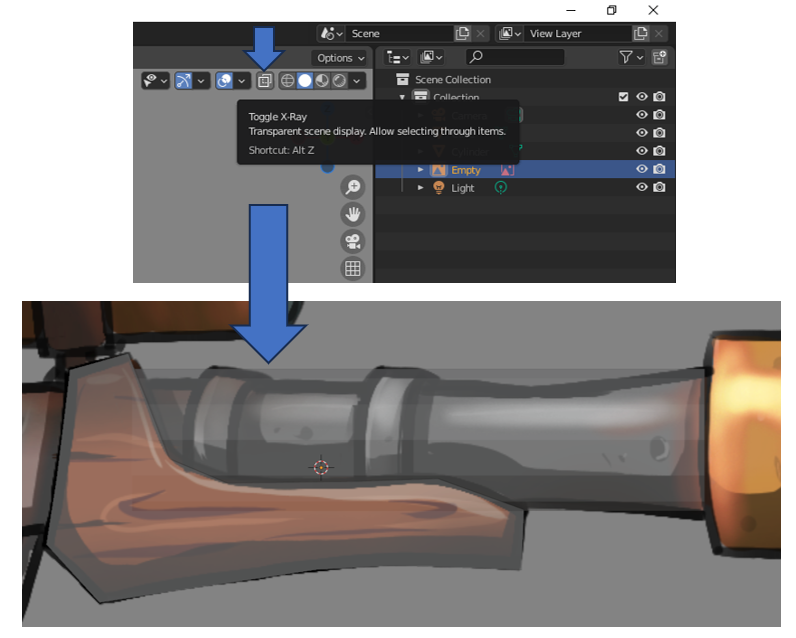 Scene
View Layer
Options
Scene Collection
Collection
Toggle X-Ray
Transparent scene display. Allow selecting through items.
Shortcut: Alt Z
Empty
Light